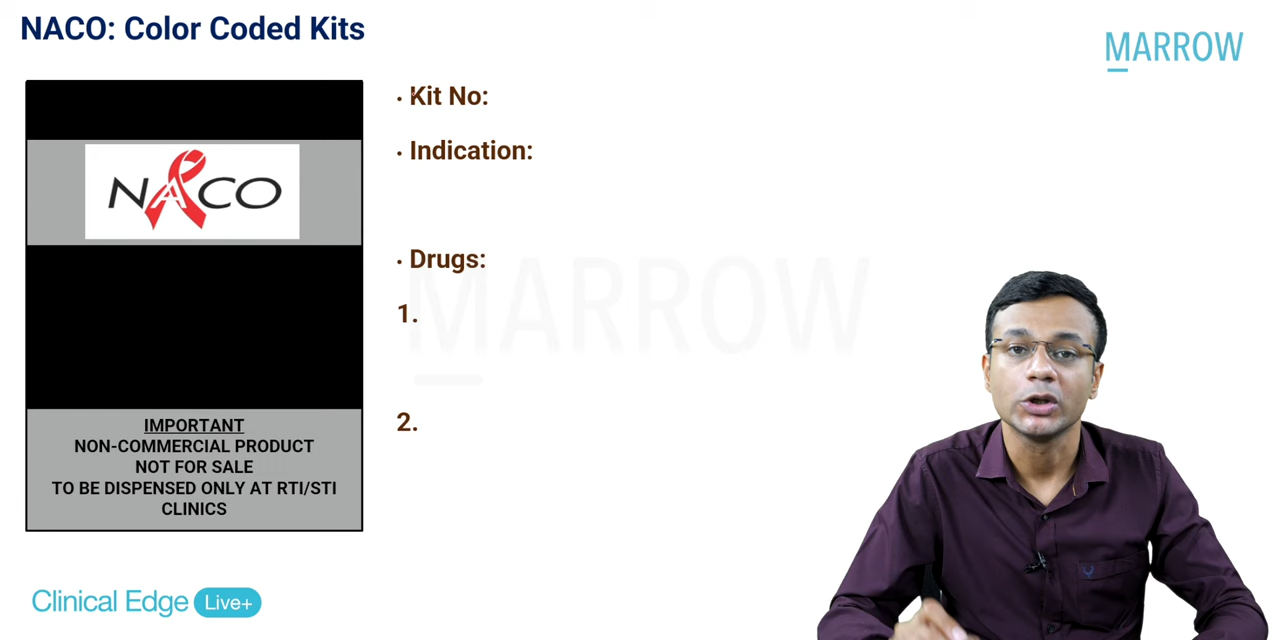 NACO: Color Coded Kits
MARROW
NACO
IMPORTANT
NON-COMMERCIAL PRODUCT
NOT FOR SALE
TO BE DISPENSED ONLY AT RTI/STI
CLINICS
• Kit No:
• Indication:
• Drugs:
1.
2.
MARROW
Clinical Edge Live+